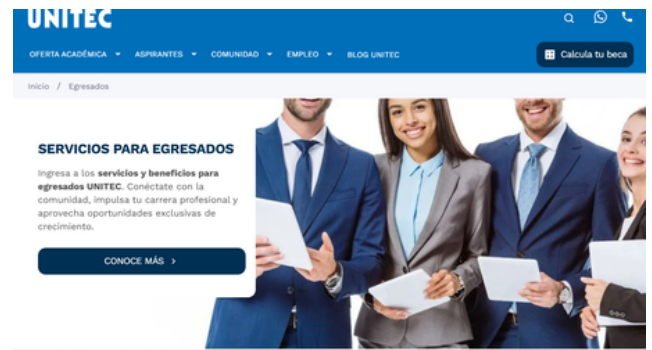 UNITEC
OFERTA ACADÉMICA ASPIRANTES COMUNIDAD EMPLEO BLOG UNITEC Calcula tu beca
Inicio / Egresados
SERVICIOS PARA EGRESADOS
Ingresa a los servicios y beneficios para
egresados UNITEC. Conéctate con la
comunidad, impulsa tu carrera profesional y
aprovecha oportunidades exclusivas de
crecimiento.
CONOCE MÁS >